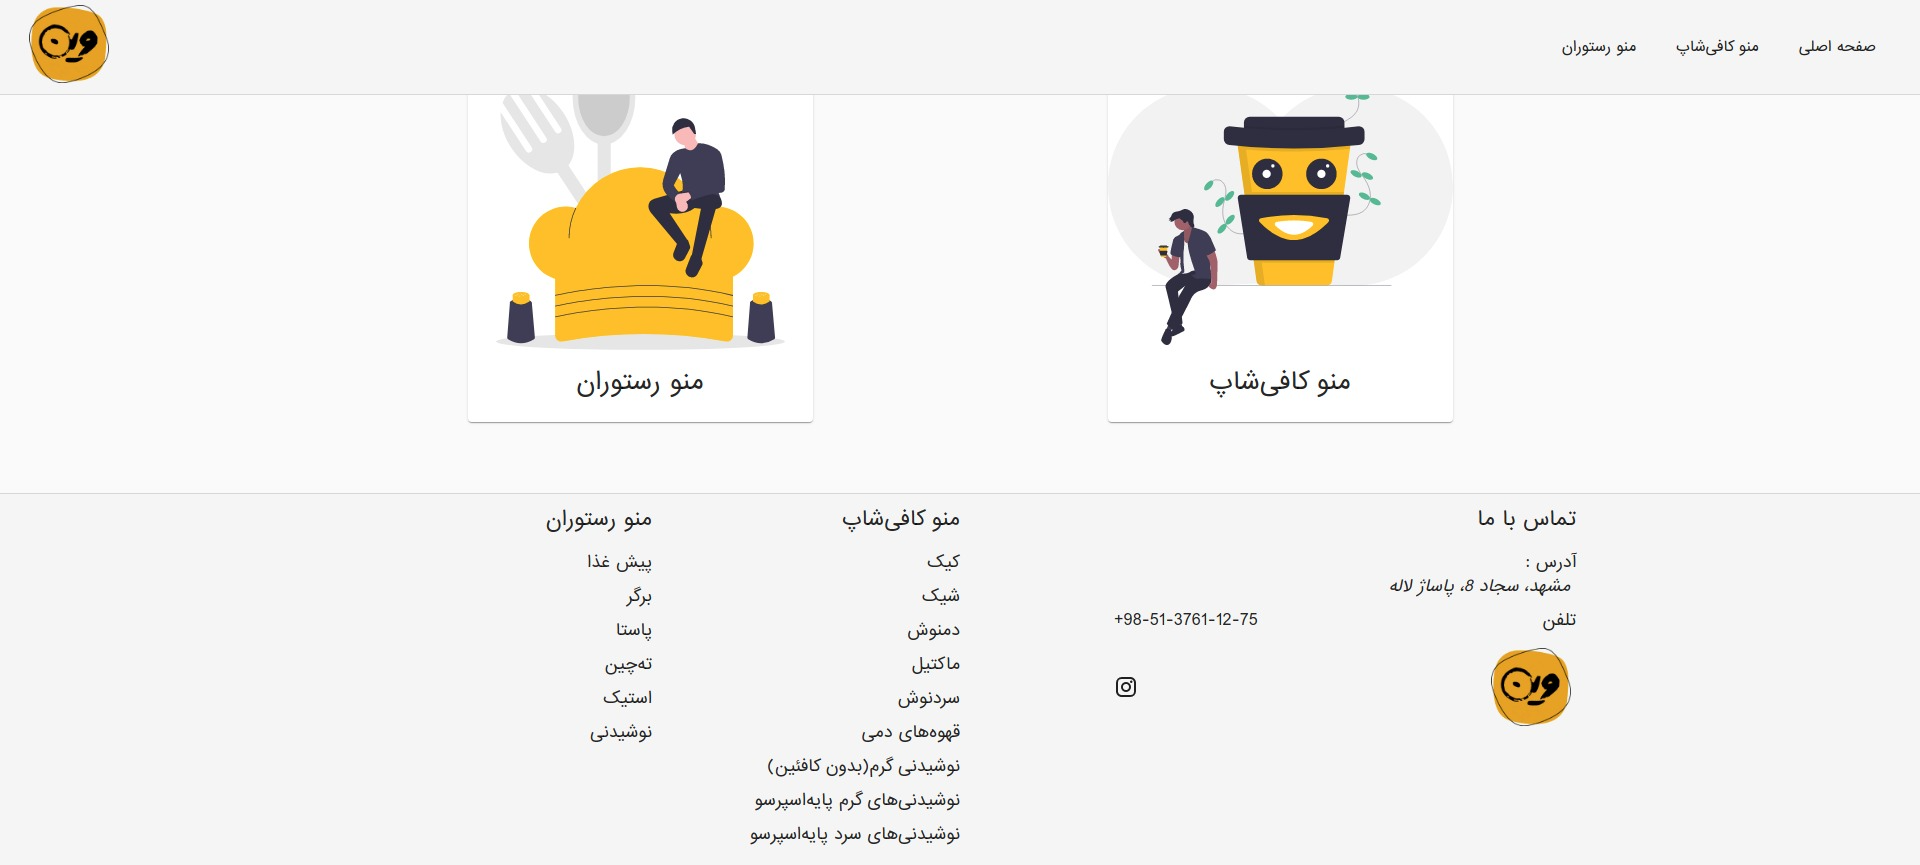 صفحه اصلی
منو کافی‌شاپ
منو رستوران
وین
منو کافی‌شاپ
منو رستوران
تماس با ما
آدرس :
مشهد، سجاد 8، پاساژ لاله
تلفن
+98-51-3761-12-75
وین
منو کافی‌شاپ
کیک
شیک
دمنوش
ماکتیل
سردنوش
قهوه‌های دمی
نوشیدنی گرم(بدون کافئین)
نوشیدنی‌های گرم پایه‌اسپرسو
نوشیدنی‌های سرد پایه‌اسپرسو
منو رستوران
پیش غذا
برگر
پاستا
ته‌چین
استیک
نوشیدنی